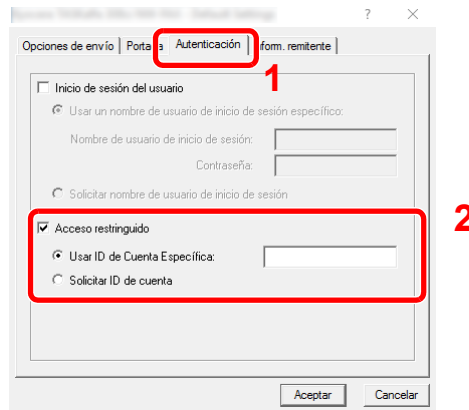 ? ×
Opciones de envío Portada Autenticación Inform. remitente
1
Inicio de sesión del usuario
Usar un nombre de usuario de inicio de sesión específico:
Nombre de usuario de inicio de sesión:
Contraseña:
Solicitar nombre de usuario de inicio de sesión
2
Acceso restringido
Usar ID de Cuenta Específica:
Solicitar ID de cuenta
Aceptar Cancelar